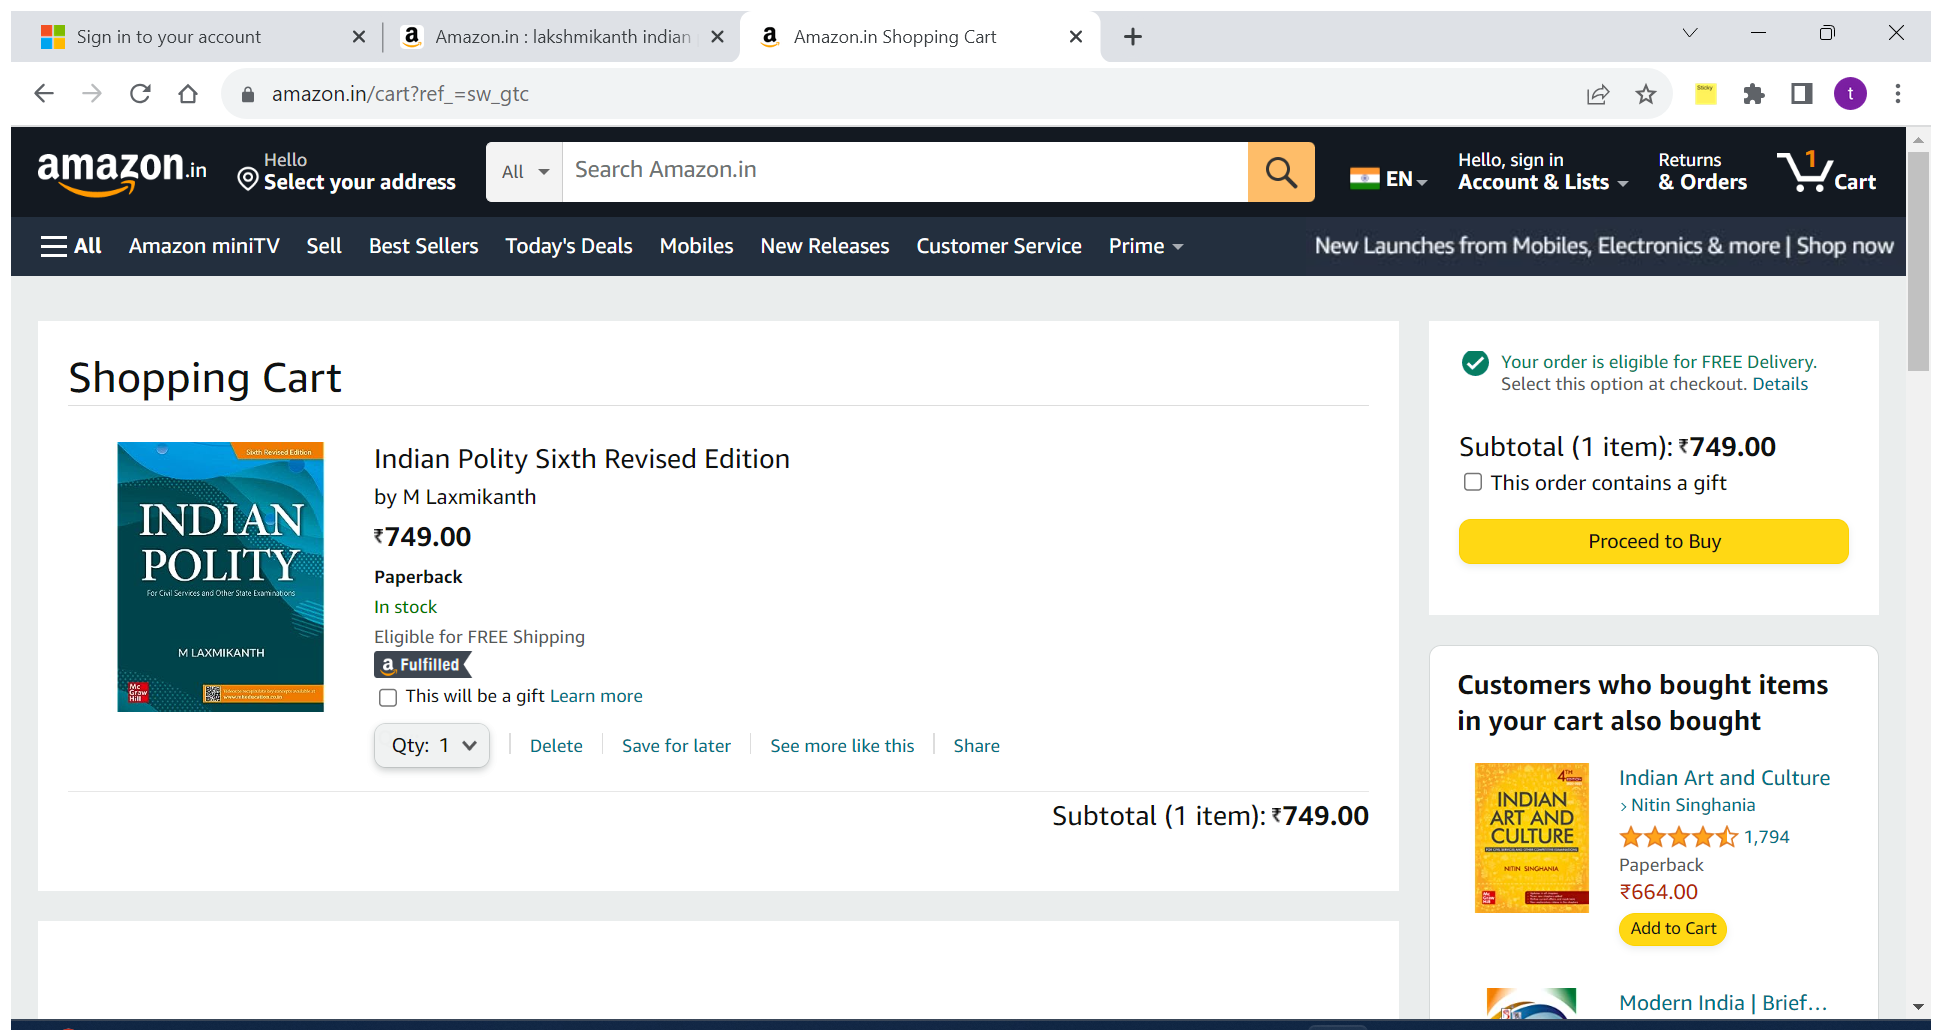 Sign in to your account
Amazon.in : lakshmikanth indian
Amazon.in Shopping Cart
amazon.in/cart?ref_=sw_gtc
Sticky
t
amazon.in
Hello
Select your address
All
Search Amazon.in
EN
Hello, sign in
Account & Lists
Returns
& Orders
1
Cart
All
Amazon miniTV
Sell
Best Sellers
Today's Deals
Mobiles
New Releases
Customer Service
Prime
New Launches from Mobiles, Electronics & more | Shop now
Shopping Cart
Sixth Revised Edition
INDIAN
POLITY
For Civil Services and Other State Examinations
M LAXMIKANTH
Mc
Graw
Hill
Indian Polity Sixth Revised Edition
by M Laxmikanth
₹749.00
Paperback
In stock
Eligible for FREE Shipping
a Fulfilled
This will be a gift Learn more
Qty: 1
Delete
Save for later
See more like this
Share
Subtotal (1 item): ₹749.00
Your order is eligible for FREE Delivery.
Select this option at checkout. Details
Subtotal (1 item): ₹749.00
This order contains a gift
Proceed to Buy
Customers who bought items
in your cart also bought
4TH
EDITION
INDIAN
ART AND
CULTURE
NITIN SINGHANIA
Indian Art and Culture
› Nitin Singhania
1,794
Paperback
₹664.00
Add to Cart
Modern India | Brief…